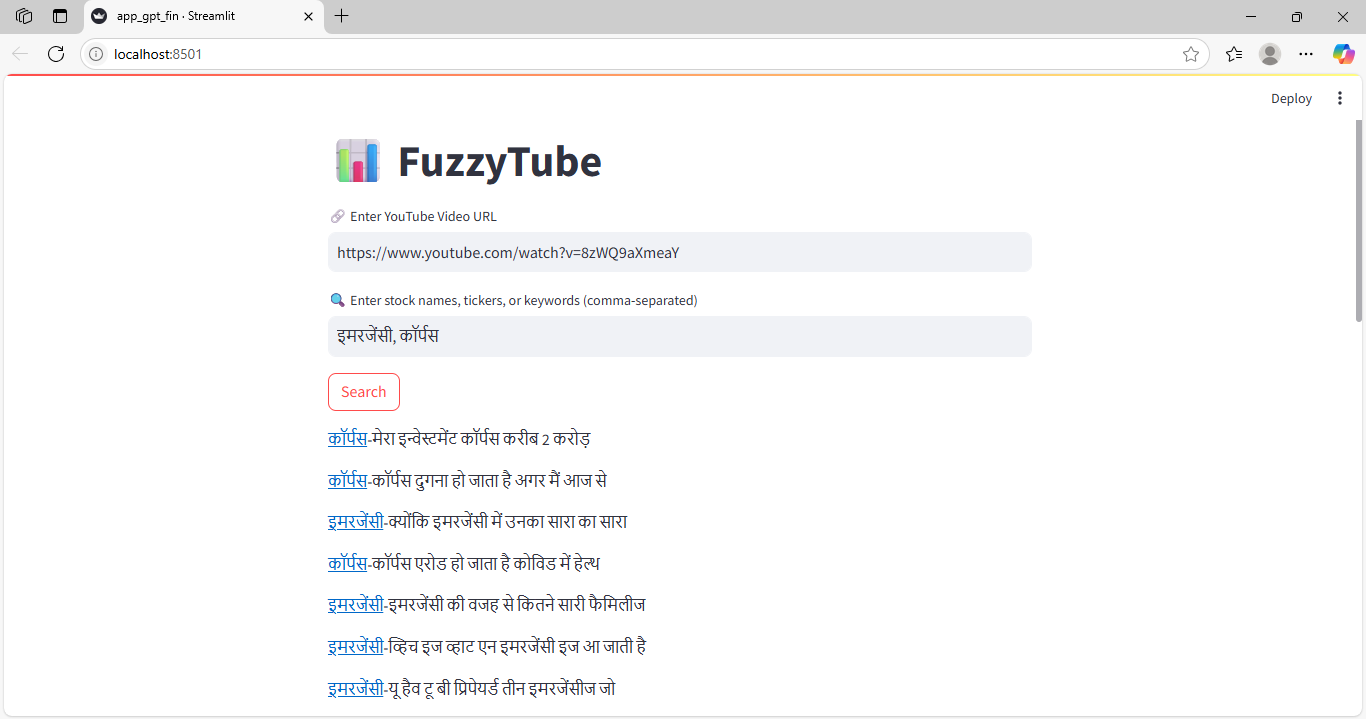 app_gpt_fin · Streamlit
localhost:8501
Deploy
FuzzyTube
Enter YouTube Video URL
https://www.youtube.com/watch?v=8zWQ9aXmeaY
Enter stock names, tickers, or keywords (comma-separated)
इमरजेंसी, कॉर्पस
Search
कॉर्पस-मेरा इन्वेस्टमेंट कॉर्पस करीब 2 करोड़
कॉर्पस-कॉर्पस दुगना हो जाता है अगर मैं आज से
इमरजेंसी-क्योंकि इमरजेंसी में उनका सारा का सारा
कॉर्पस-कॉर्पस एरोड हो जाता है कोविड में हेल्थ
इमरजेंसी-इमरजेंसी की वजह से कितने सारी फैमिलीज
इमरजेंसी-व्हिच इज व्हाट एन इमरजेंसी इज आ जाती है
इमरजेंसी-यू हैव टू बी प्रिपेयर्ड तीन इमरजेंसीज जो